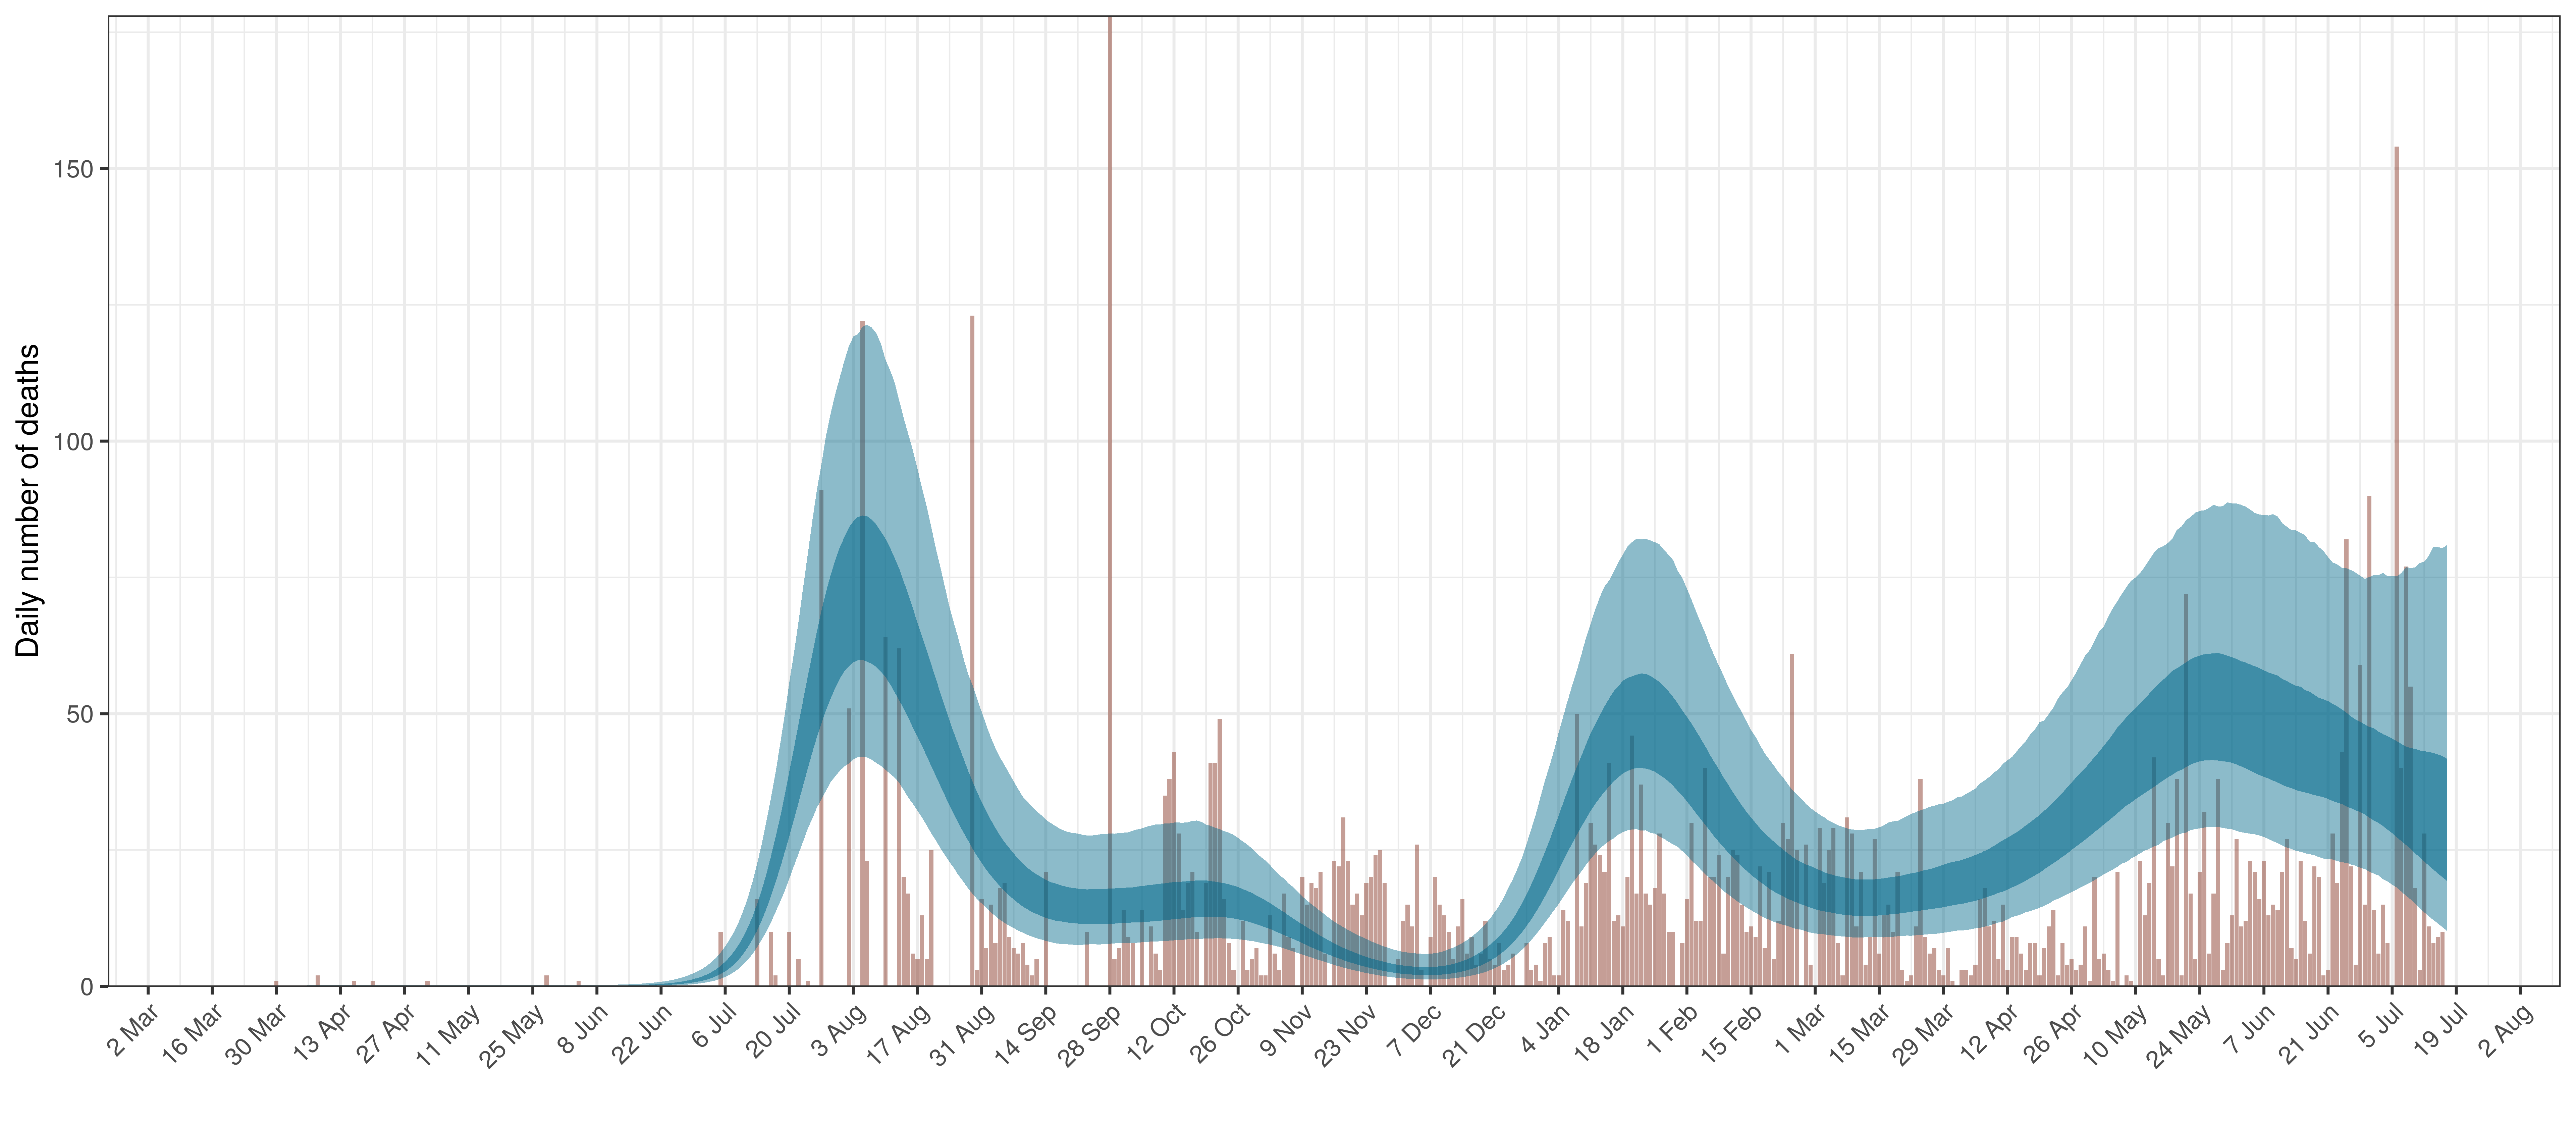 Daily number of deaths
150
100
50
0
2 Mar
16 Mar
30 Mar
13 Apr
27 Apr
11 May
25 May
8 Jun
22 Jun
6 Jul
20 Jul
3 Aug
17 Aug
31 Aug
14 Sep
28 Sep
12 Oct
26 Oct
9 Nov
23 Nov
7 Dec
21 Dec
4 Jan
18 Jan
1 Feb
15 Feb
1 Mar
15 Mar
29 Mar
12 Apr
26 Apr
10 May
24 May
7 Jun
21 Jun
5 Jul
19 Jul
2 Aug